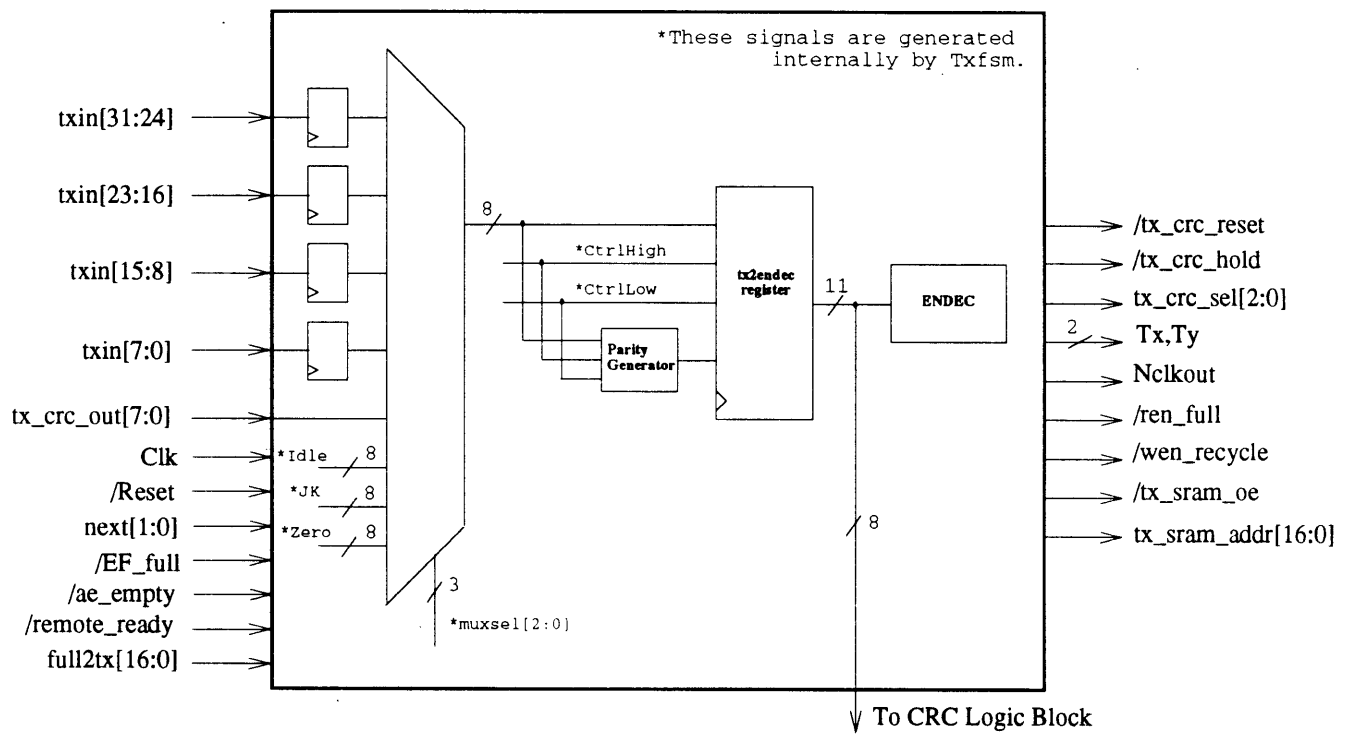 *These signals are generated
internally by Txfsm.
txin[31:24]
txin[23:16]
txin[15:8]
txin[7:0]
tx_crc_out[7:0]
Clk
/Reset
next[1:0]
/EF_full
/ae_empty
/remote_ready
full2tx[16:0]
*Idle
8
*JK
8
*Zero
8
3
*muxsel[2:0]
8
*CtrlHigh
*CtrlLow
Parity
Generator
tx2endec
register
11
ENDEC
8
/tx_crc_reset
/tx_crc_hold
tx_crc_sel[2:0]
2
Tx,Ty
Nclkout
/ren_full
/wen_recycle
/tx_sram_oe
tx_sram_addr[16:0]
To CRC Logic Block